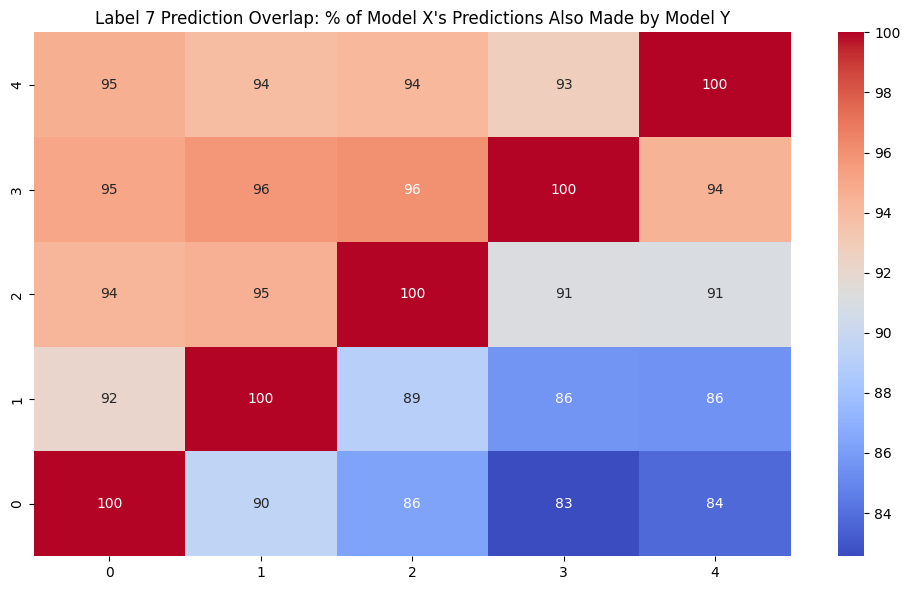 Label 7 Prediction Overlap: % of Model X's Predictions Also Made by Model Y
4 95 94 94 93 100
3 95 96 96 100 94
2 94 95 100 91 91
1 92 100 89 86 86
0 100 90 86 83 84
0 1 2 3 4
100
98
96
94
92
90
88
86
84